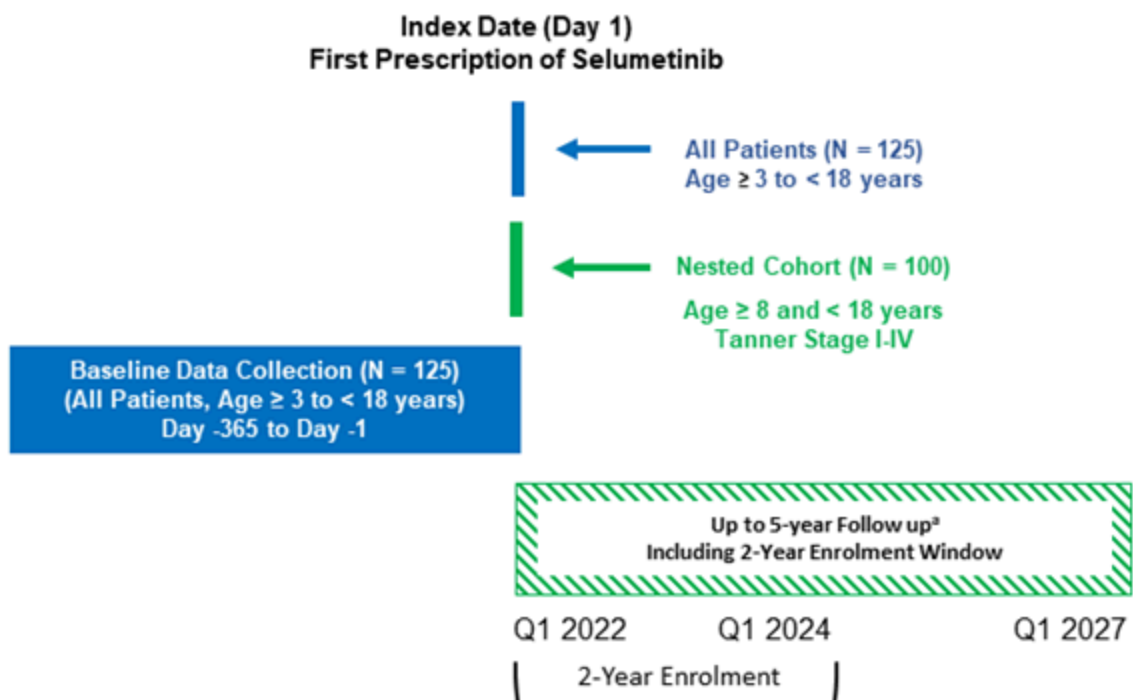 Index Date (Day 1)
First Prescription of Selumetinib
All Patients (N = 125)
Age ≥ 3 to < 18 years
Nested Cohort (N = 100)
Age ≥ 8 and < 18 years
Tanner Stage I-IV
Baseline Data Collection (N = 125)
(All Patients, Age ≥ 3 to < 18 years)
Day -365 to Day -1
Up to 5-year Follow upᵃ
Including 2-Year Enrolment Window
Q1 2022 Q1 2024 Q1 2027
2-Year Enrolment